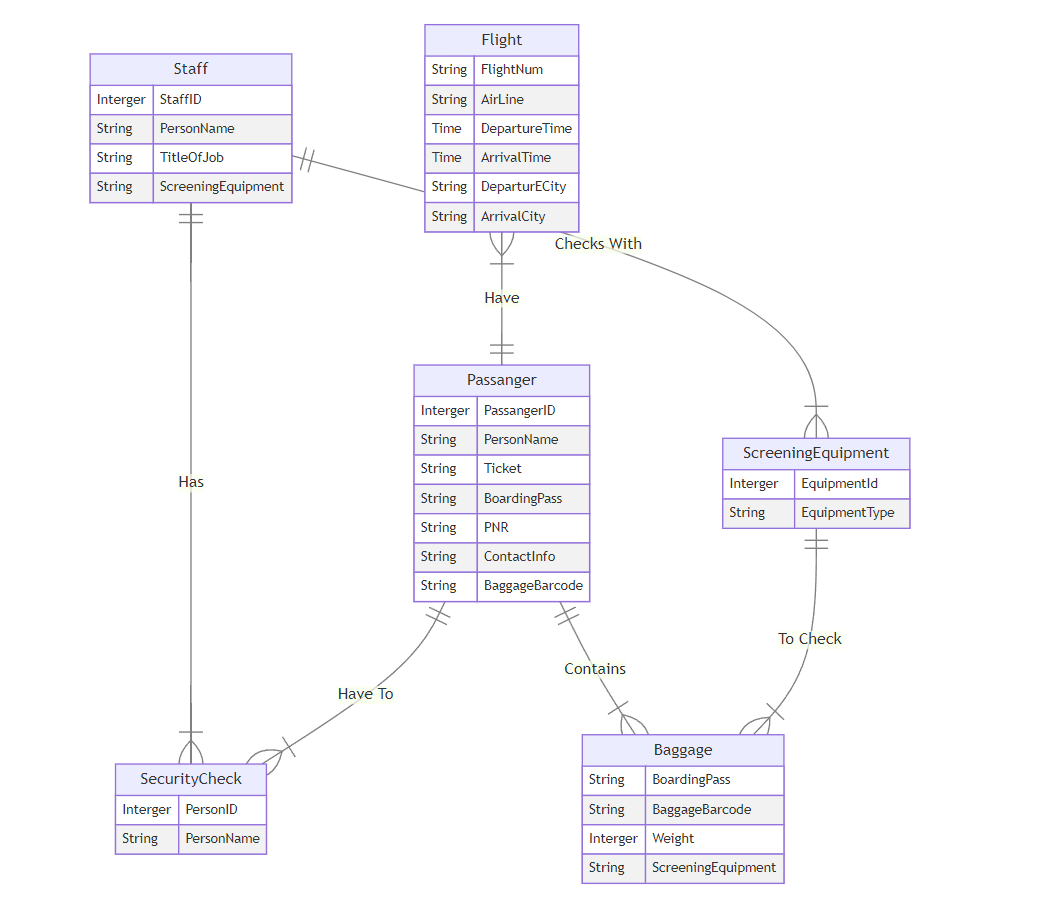 Flight
String FlightNum
String AirLine
Time DepartureTime
Time ArrivalTime
String DeparturECity
String ArrivalCity
Staff
Interger StaffID
String PersonName
String TitleOfJob
String ScreeningEquipment
Checks With
Have
Passanger
Interger PassangerID
String PersonName
String Ticket
String BoardingPass
String PNR
String ContactInfo
String BaggageBarcode
ScreeningEquipment
Interger EquipmentId
String EquipmentType
Has
To Check
Contains
Have To
Baggage
String BoardingPass
String BaggageBarcode
Interger Weight
String ScreeningEquipment
SecurityCheck
Interger PersonID
String PersonName